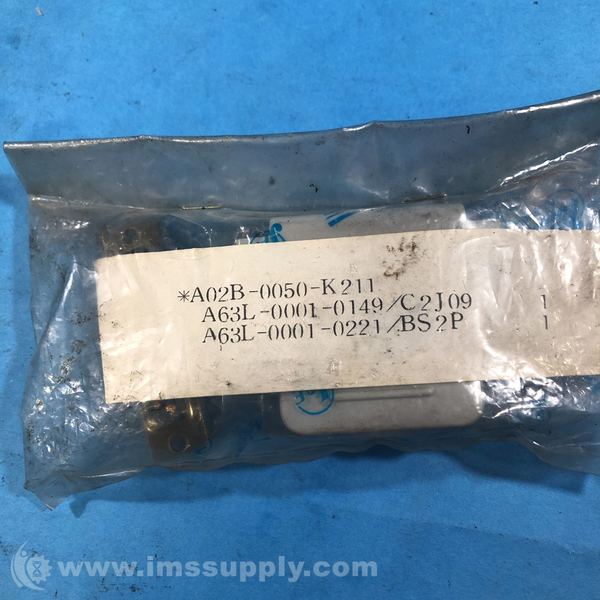 *A02B-0050-K211
A63L-0001-0149/C2J09 1
A63L-0001-0221/BS2P 1
www.imssupply.com